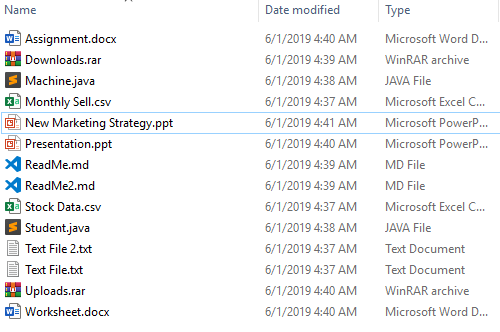 Name Date modified Type
Assignment.docx 6/1/2019 4:40 AM Microsoft Word D...
Downloads.rar 6/1/2019 4:39 AM WinRAR archive
Machine.java 6/1/2019 4:38 AM JAVA File
Monthly Sell.csv 6/1/2019 4:37 AM Microsoft Excel C...
New Marketing Strategy.ppt 6/1/2019 4:41 AM Microsoft PowerP...
Presentation.ppt 6/1/2019 4:40 AM Microsoft PowerP...
ReadMe.md 6/1/2019 4:39 AM MD File
ReadMe2.md 6/1/2019 4:39 AM MD File
Stock Data.csv 6/1/2019 4:37 AM Microsoft Excel C...
Student.java 6/1/2019 4:38 AM JAVA File
Text File 2.txt 6/1/2019 4:37 AM Text Document
Text File.txt 6/1/2019 4:37 AM Text Document
Uploads.rar 6/1/2019 4:40 AM WinRAR archive
Worksheet.docx 6/1/2019 4:40 AM Microsoft Word D...